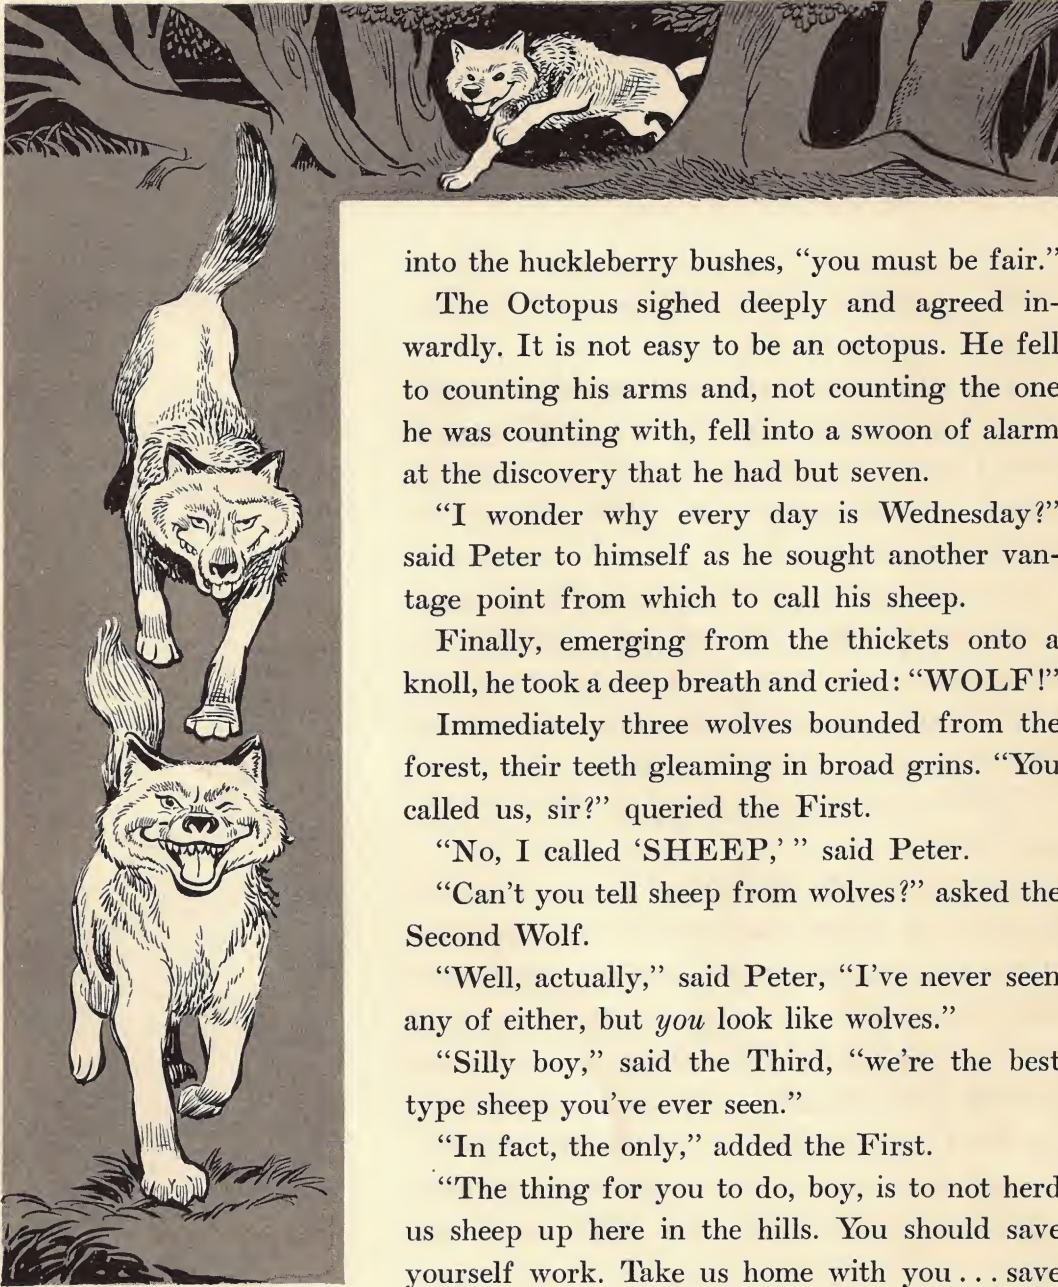 into the huckleberry bushes, “you must be fair.”
The Octopus sighed deeply and agreed in-
wardly. It is not easy to be an octopus. He fell
to counting his arms and, not counting the one
he was counting with, fell into a swoon of alarm
at the discovery that he had but seven.
“I wonder why every day is Wednesday?”
said Peter to himself as he sought another van-
tage point from which to call his sheep.
Finally, emerging from the thickets onto a
knoll, he took a deep breath and cried: “WOLF!”
Immediately three wolves bounded from the
forest, their teeth gleaming in broad grins. “You
called us, sir?” queried the First.
“No, I called ‘SHEEP,’ ” said Peter.
“Can't you tell sheep from wolves?” asked the
Second Wolf.
“Well, actually,” said Peter, “I've never seen
any of either, but you look like wolves.”
“Silly boy,” said the Third, “we're the best
type sheep you've ever seen.”
“In fact, the only,” added the First.
“The thing for you to do, boy, is to not herd
us sheep up here in the hills. You should save
yourself work. Take us home with you . . . save